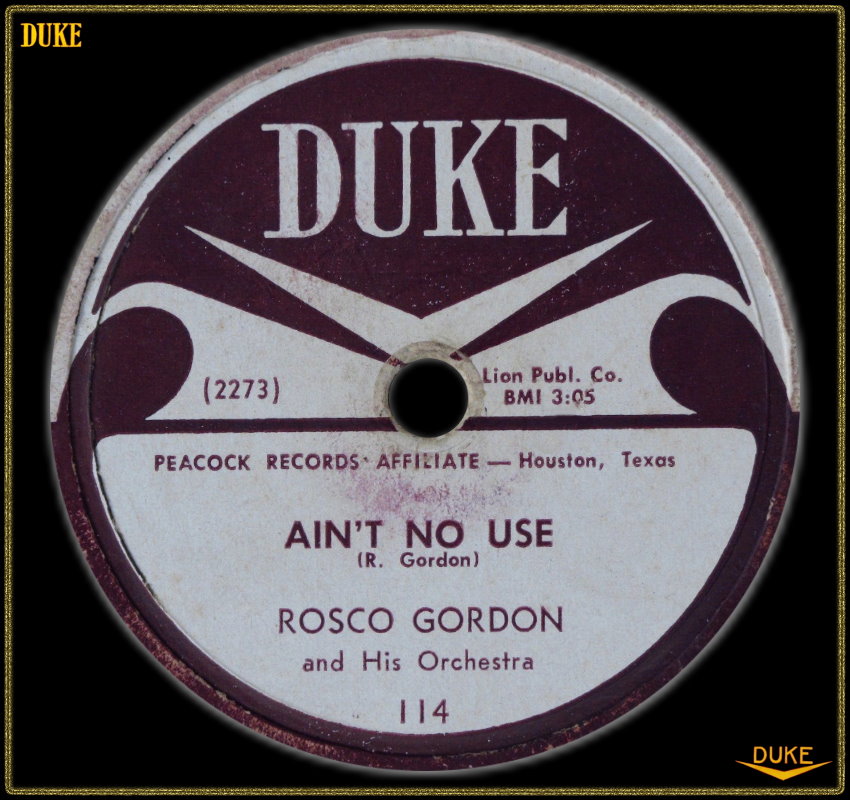 DUKE
DUKE
(2273)
Lion Publ. Co.
BMI 3:05
PEACOCK RECORDS AFFILIATE — Houston, Texas
AIN'T NO USE
(R. Gordon)
ROSCO GORDON
and His Orchestra
114
DUKE